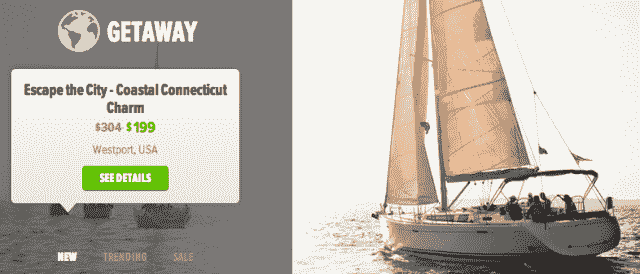 GETAWAY
Escape the City - Coastal Connecticut
Charm
$304 $199
Westport, USA
SEE DETAILS
NEW TRENDING SALE